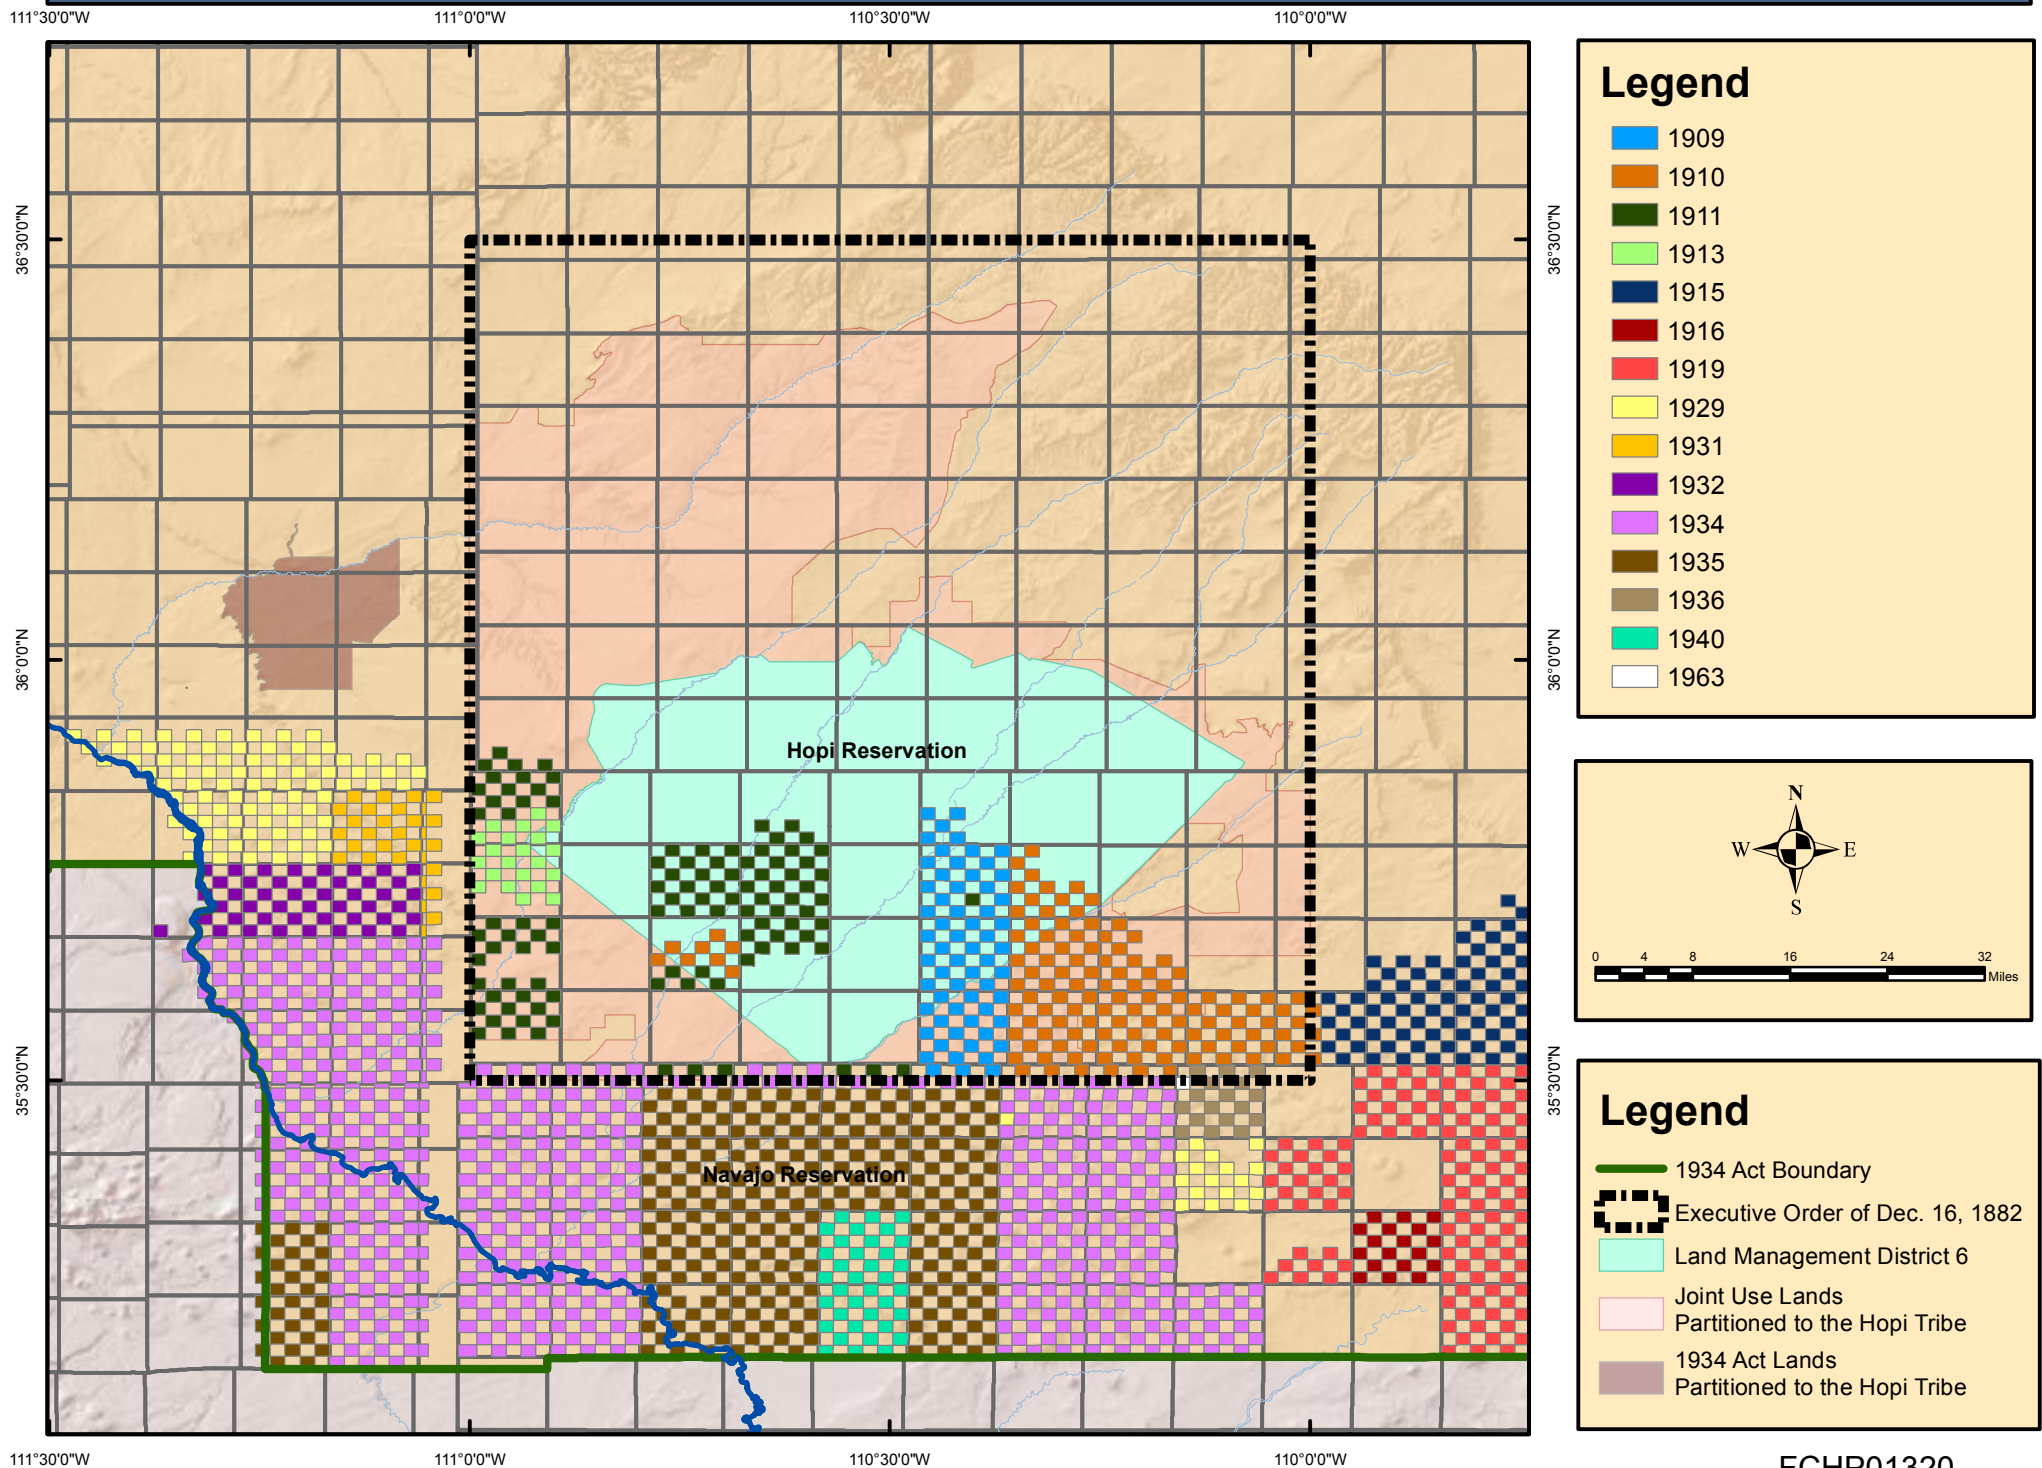 111°30'0"W
111°0'0"W
110°30'0"W
110°0'0"W
36°30'0"N
36°0'0"N
35°30'0"N
Hopi Reservation
Navajo Reservation
36°30'0"N
36°0'0"N
35°30'0"N
111°30'0"W
111°0'0"W
110°30'0"W
110°0'0"W
Legend
1909
1910
1911
1913
1915
1916
1919
1929
1931
1932
1934
1935
1936
1940
1963
N
W
E
S
0 4 8 16 24 32
Miles
Legend
1934 Act Boundary
Executive Order of Dec. 16, 1882
Land Management District 6
Joint Use Lands
Partitioned to the Hopi Tribe
1934 Act Lands
Partitioned to the Hopi Tribe